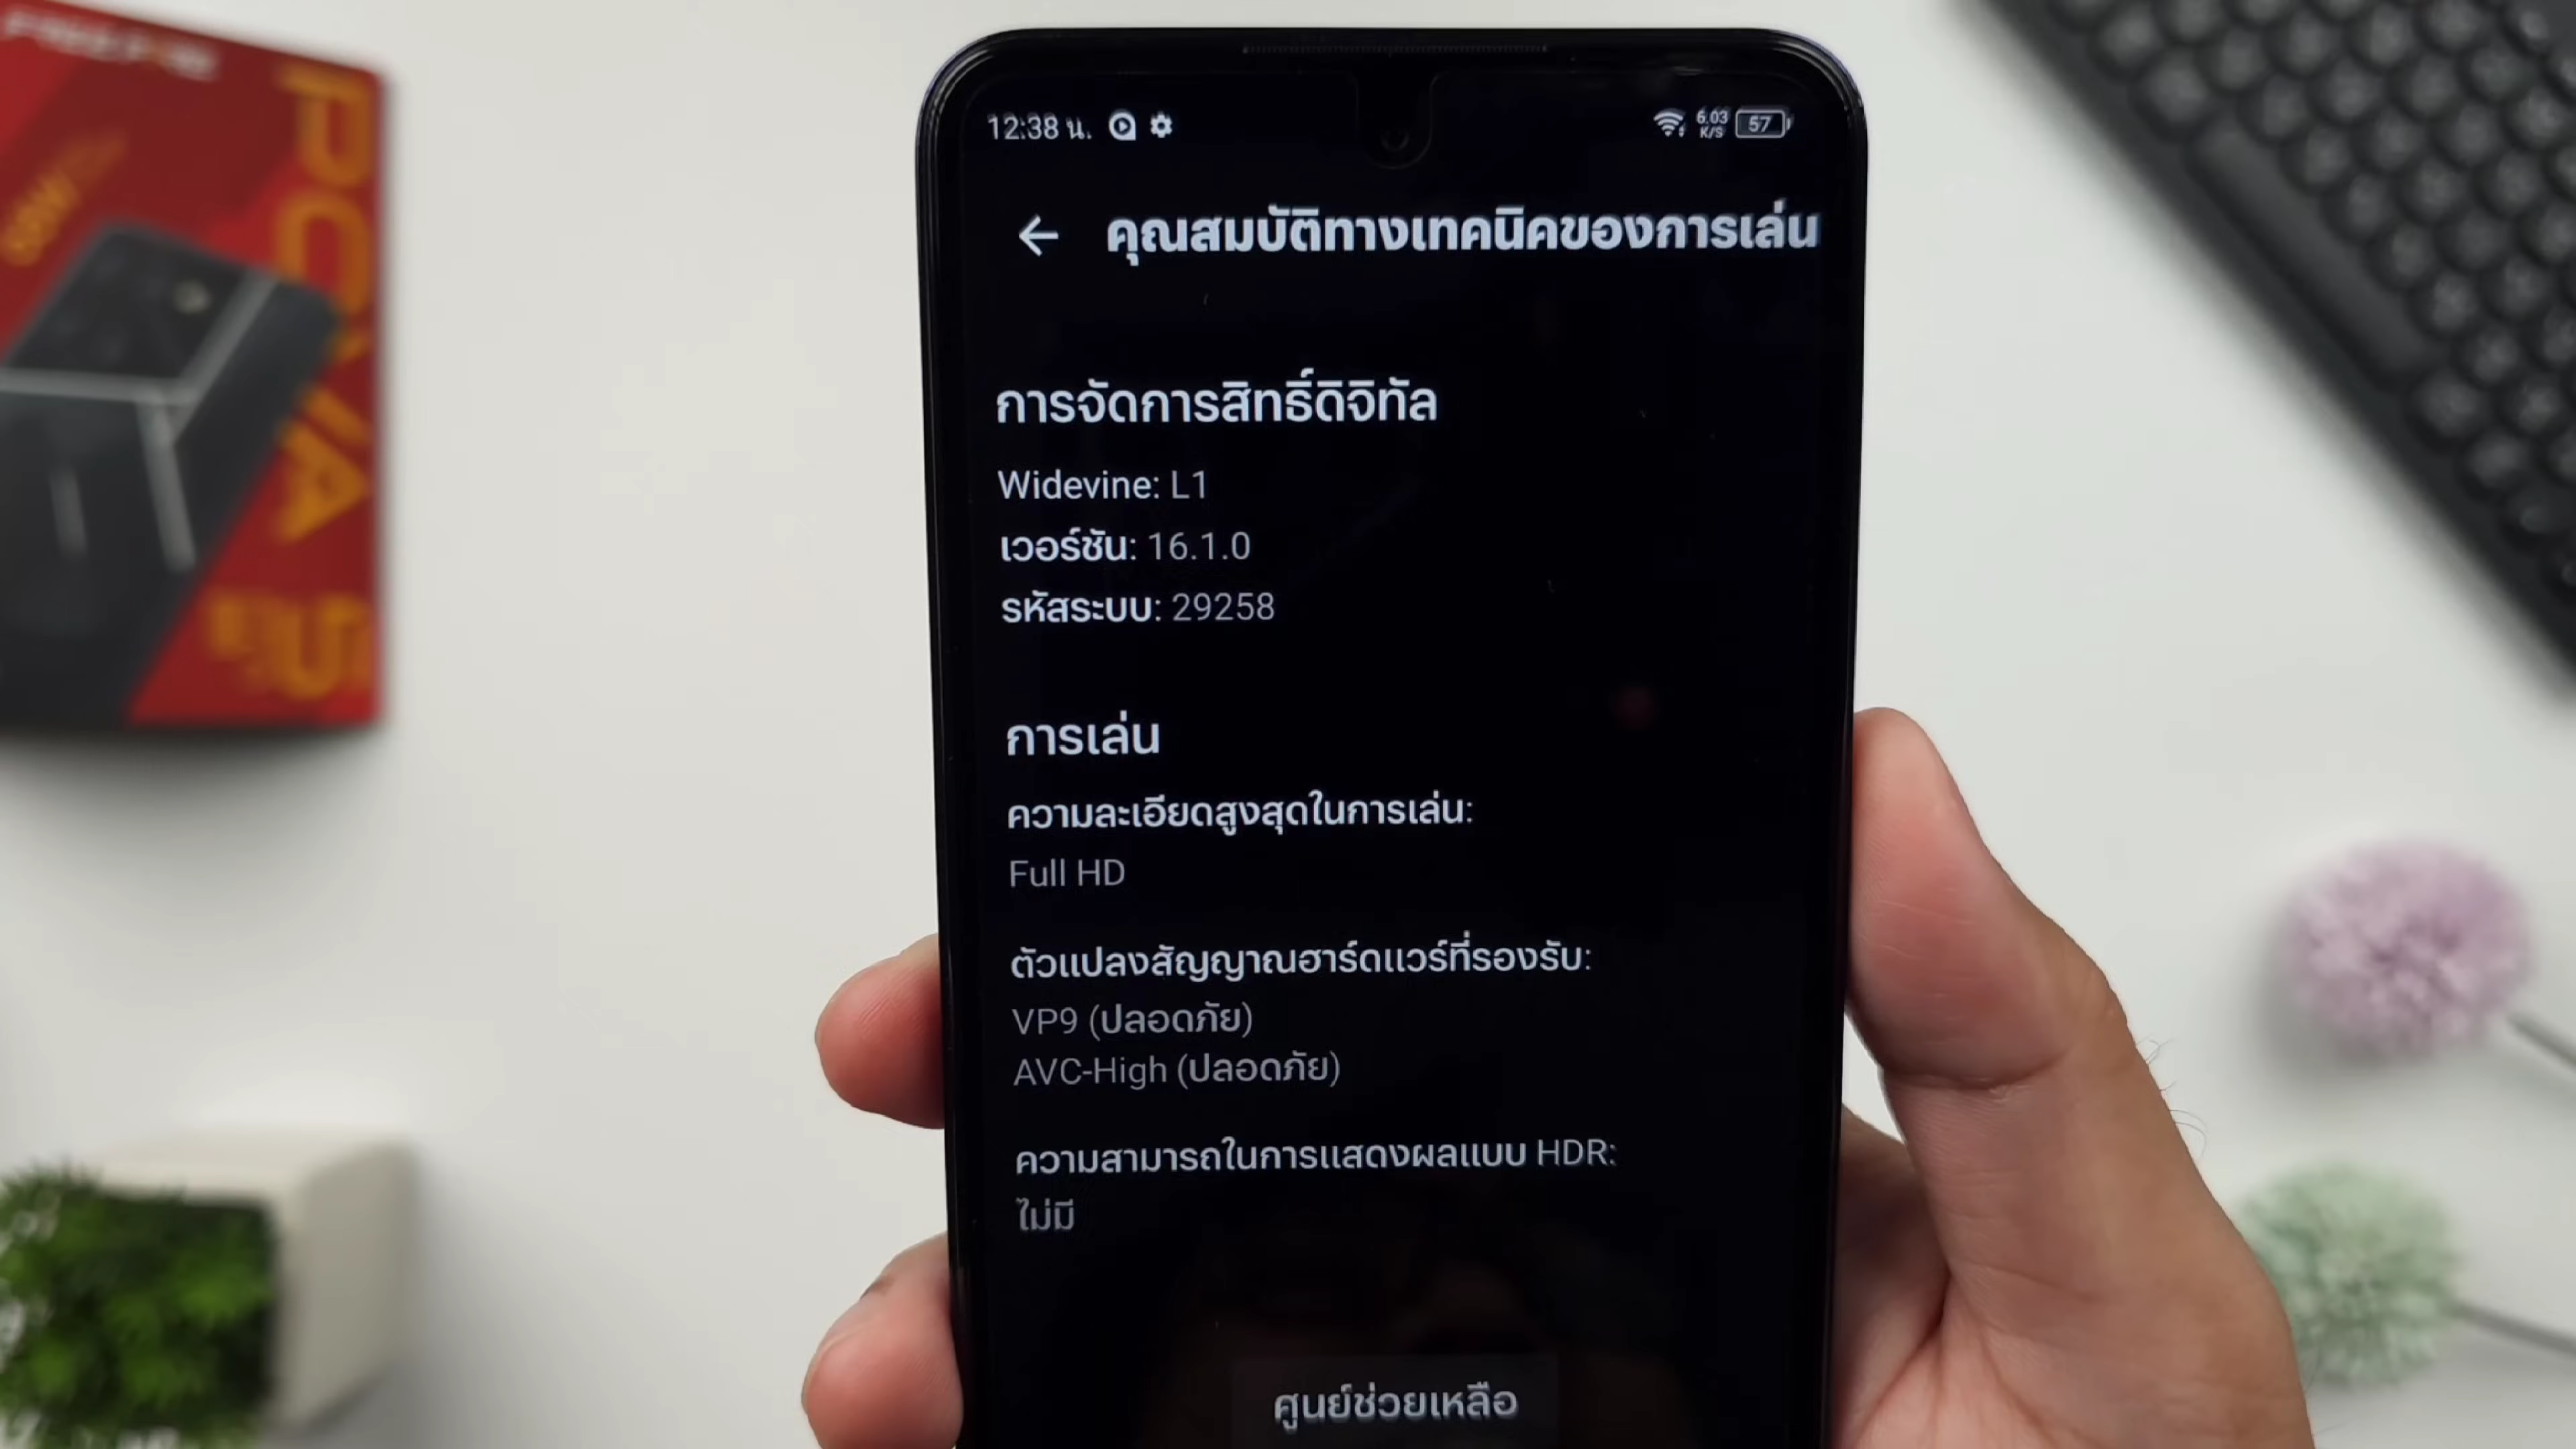 FREE FIRE
POVA 5
12:38 น.
6.03
K/S
57
คุณสมบัติทางเทคนิคของการเล่น
การจัดการสิทธิ์ดิจิทัล
Widevine: L1
เวอร์ชัน: 16.1.0
รหัสระบบ: 29258
การเล่น
ความละเอียดสูงสุดในการเล่น:
Full HD
ตัวแปลงสัญญาณฮาร์ดแวร์ที่รองรับ:
VP9 (ปลอดภัย)
AVC-High (ปลอดภัย)
ความสามารถในการแสดงผลแบบ HDR:
ไม่มี
ศูนย์ช่วยเหลือ